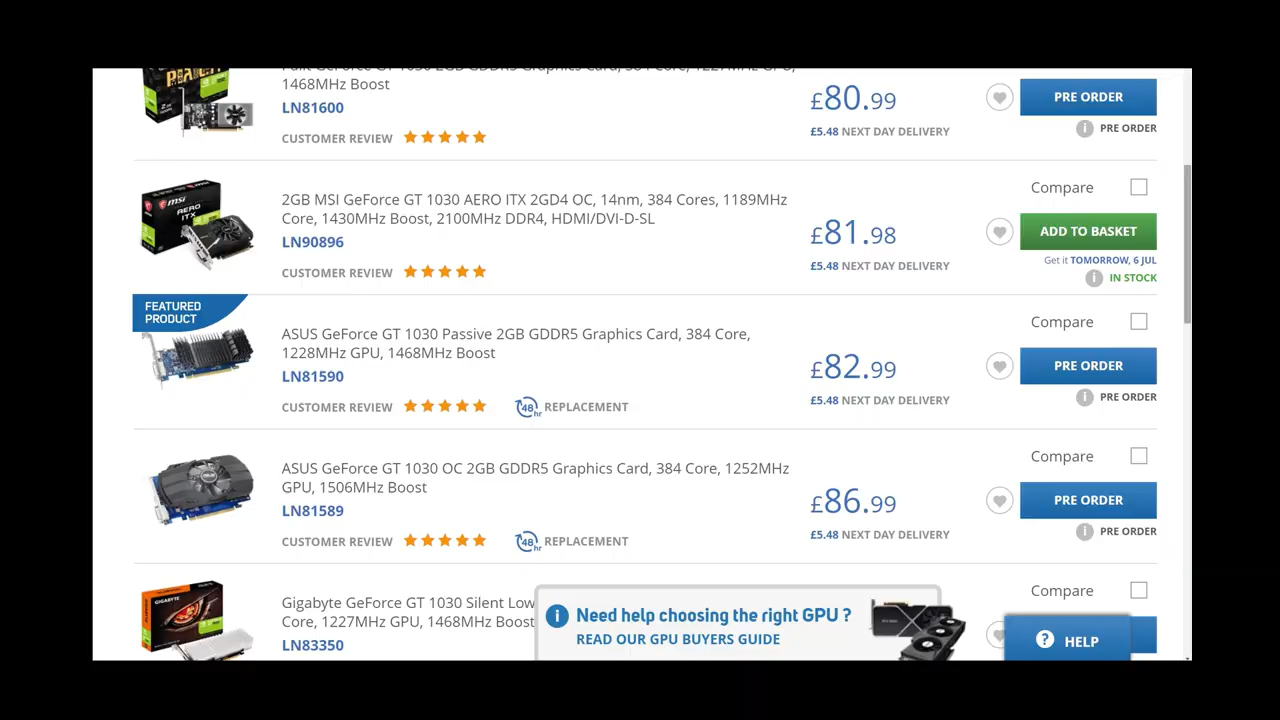 1468MHz Boost
LN81600
CUSTOMER REVIEW
£80.99
£5.48 NEXT DAY DELIVERY
PRE ORDER
PRE ORDER
msi
AERO
ITX
2GB MSI GeForce GT 1030 AERO ITX 2GD4 OC, 14nm, 384 Cores, 1189MHz
Core, 1430MHz Boost, 2100MHz DDR4, HDMI/DVI-D-SL
LN90896
CUSTOMER REVIEW
£81.98
£5.48 NEXT DAY DELIVERY
Compare
ADD TO BASKET
Get it TOMORROW, 6 JUL
IN STOCK
FEATURED
PRODUCT
ASUS GeForce GT 1030 Passive 2GB GDDR5 Graphics Card, 384 Core,
1228MHz GPU, 1468MHz Boost
LN81590
CUSTOMER REVIEW
48hr REPLACEMENT
£82.99
£5.48 NEXT DAY DELIVERY
Compare
PRE ORDER
PRE ORDER
ASUS GeForce GT 1030 OC 2GB GDDR5 Graphics Card, 384 Core, 1252MHz
GPU, 1506MHz Boost
LN81589
CUSTOMER REVIEW
48hr REPLACEMENT
£86.99
£5.48 NEXT DAY DELIVERY
Compare
PRE ORDER
PRE ORDER
GIGABYTE
Gigabyte GeForce GT 1030 Silent Low
Core, 1227MHz GPU, 1468MHz Boost
LN83350
Compare
Need help choosing the right GPU ?
READ OUR GPU BUYERS GUIDE
HELP